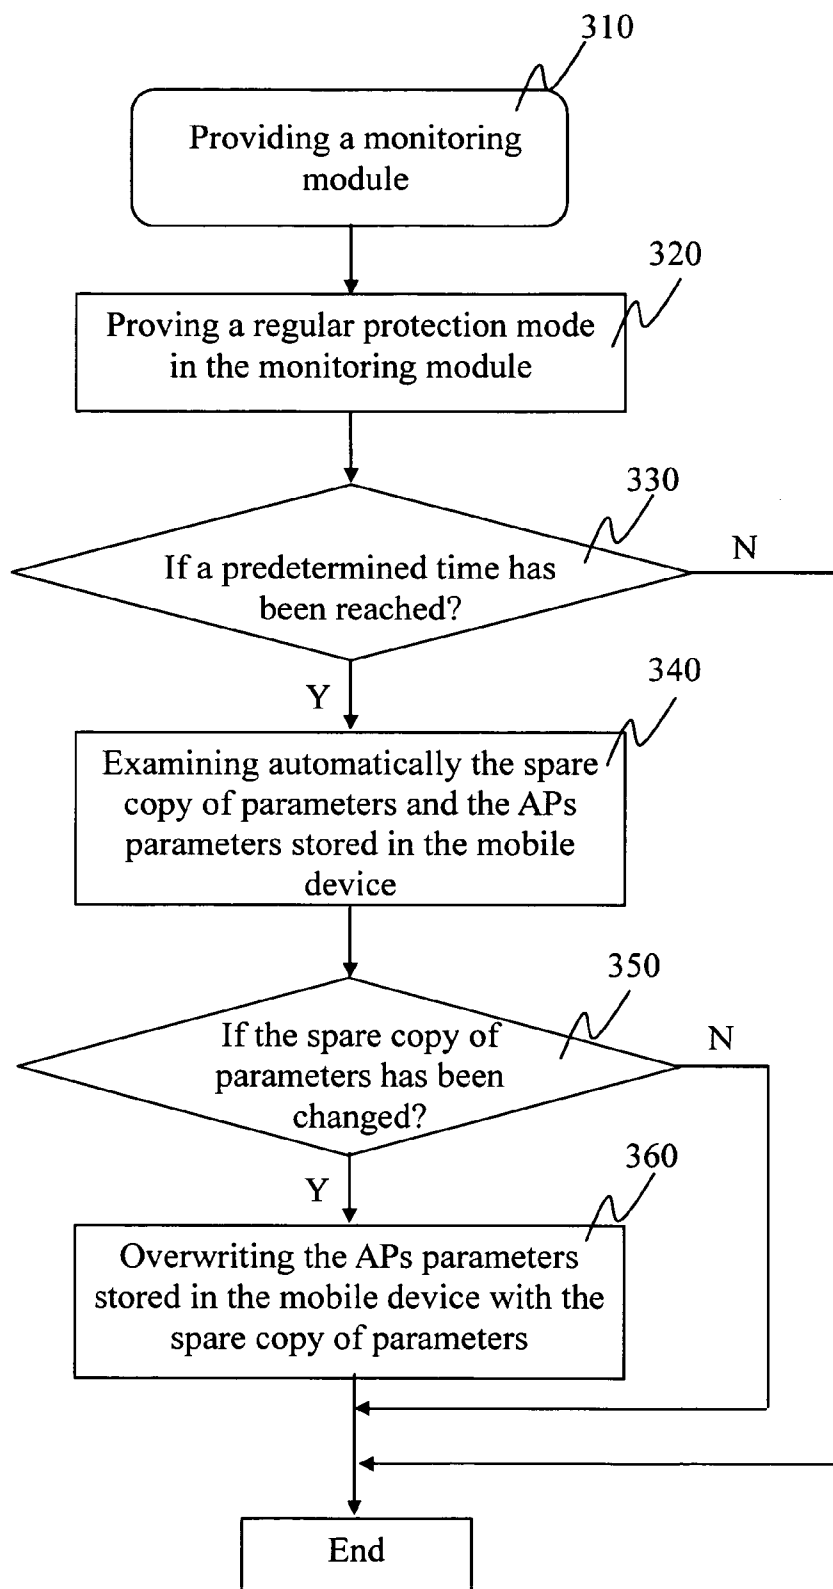 310
Providing a monitoring
module
320
Proving a regular protection mode
in the monitoring module
330
N
If a predetermined time has
been reached?
Y
340
Examining automatically the spare
copy of parameters and the APs
parameters stored in the mobile
device
350
N
If the spare copy of
parameters has been
changed?
Y
360
Overwriting the APs parameters
stored in the mobile device with the
spare copy of parameters
End